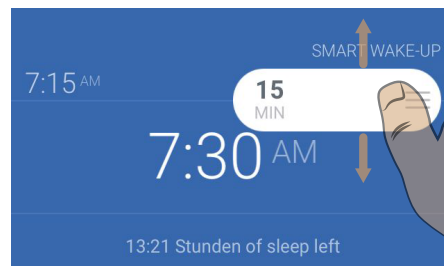 SMART WAKE-UP
7:15 AM
15
MIN
7:30 AM
13:21 Stunden of sleep left